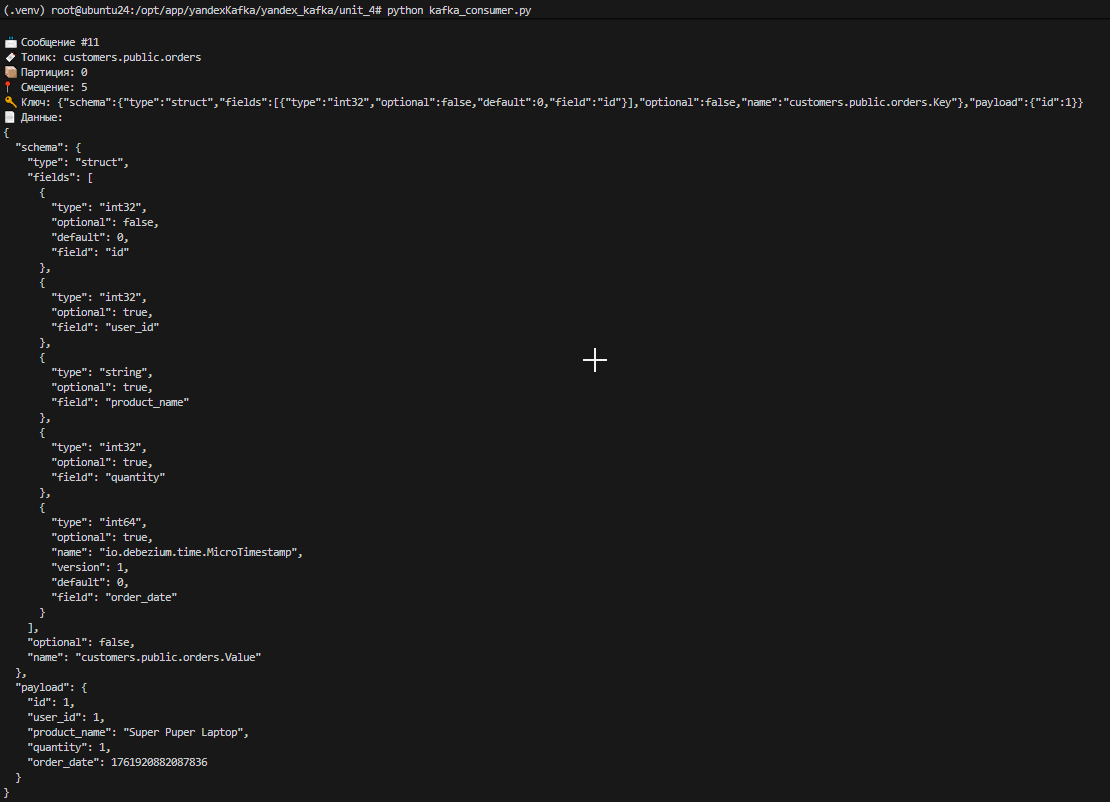 (.venv) root@ubuntu24:/opt/app/yandexKafka/yandex_kafka/unit_4# python kafka_consumer.py
Сообщение #11
Топик: customers.public.orders
Партиция: 0
Смещение: 5
Ключ: {"schema":{"type":"struct","fields":[{"type":"int32","optional":false,"default":0,"field":"id"}],"optional":false,"name":"customers.public.orders.Key"},"payload":{"id":1}}
Данные:
{
  "schema": {
    "type": "struct",
    "fields": [
      {
        "type": "int32",
        "optional": false,
        "default": 0,
        "field": "id"
      },
      {
        "type": "int32",
        "optional": true,
        "field": "user_id"
      },
      {
        "type": "string",
        "optional": true,
        "field": "product_name"
      },
      {
        "type": "int32",
        "optional": true,
        "field": "quantity"
      },
      {
        "type": "int64",
        "optional": true,
        "name": "io.debezium.time.MicroTimestamp",
        "version": 1,
        "default": 0,
        "field": "order_date"
      }
    ],
    "optional": false,
    "name": "customers.public.orders.Value"
  },
  "payload": {
    "id": 1,
    "user_id": 1,
    "product_name": "Super Puper Laptop",
    "quantity": 1,
    "order_date": 1761920882087836
  }
}